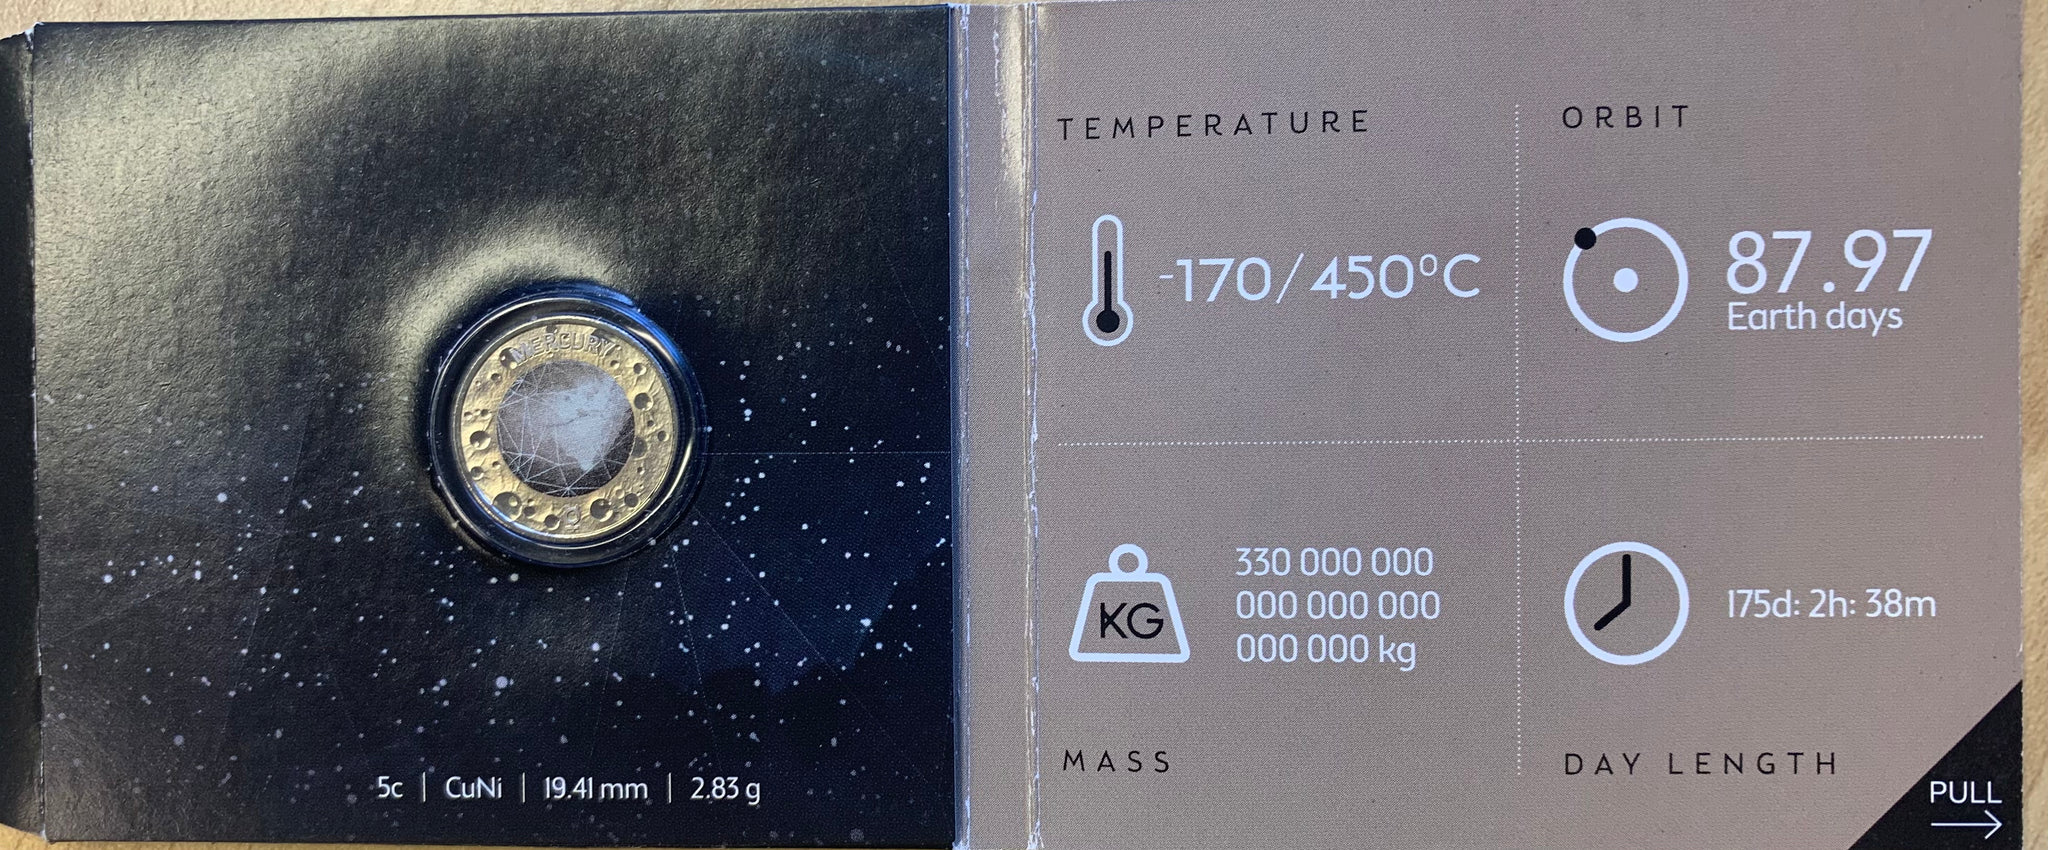 MERCURY
5c | CuNi | 19.41 mm | 2.83 g
TEMPERATURE
-170/450°C
ORBIT
87.97
Earth days
KG
330 000 000
000 000 000
000 000 kg
MASS
175d: 2h: 38m
DAY LENGTH
PULL